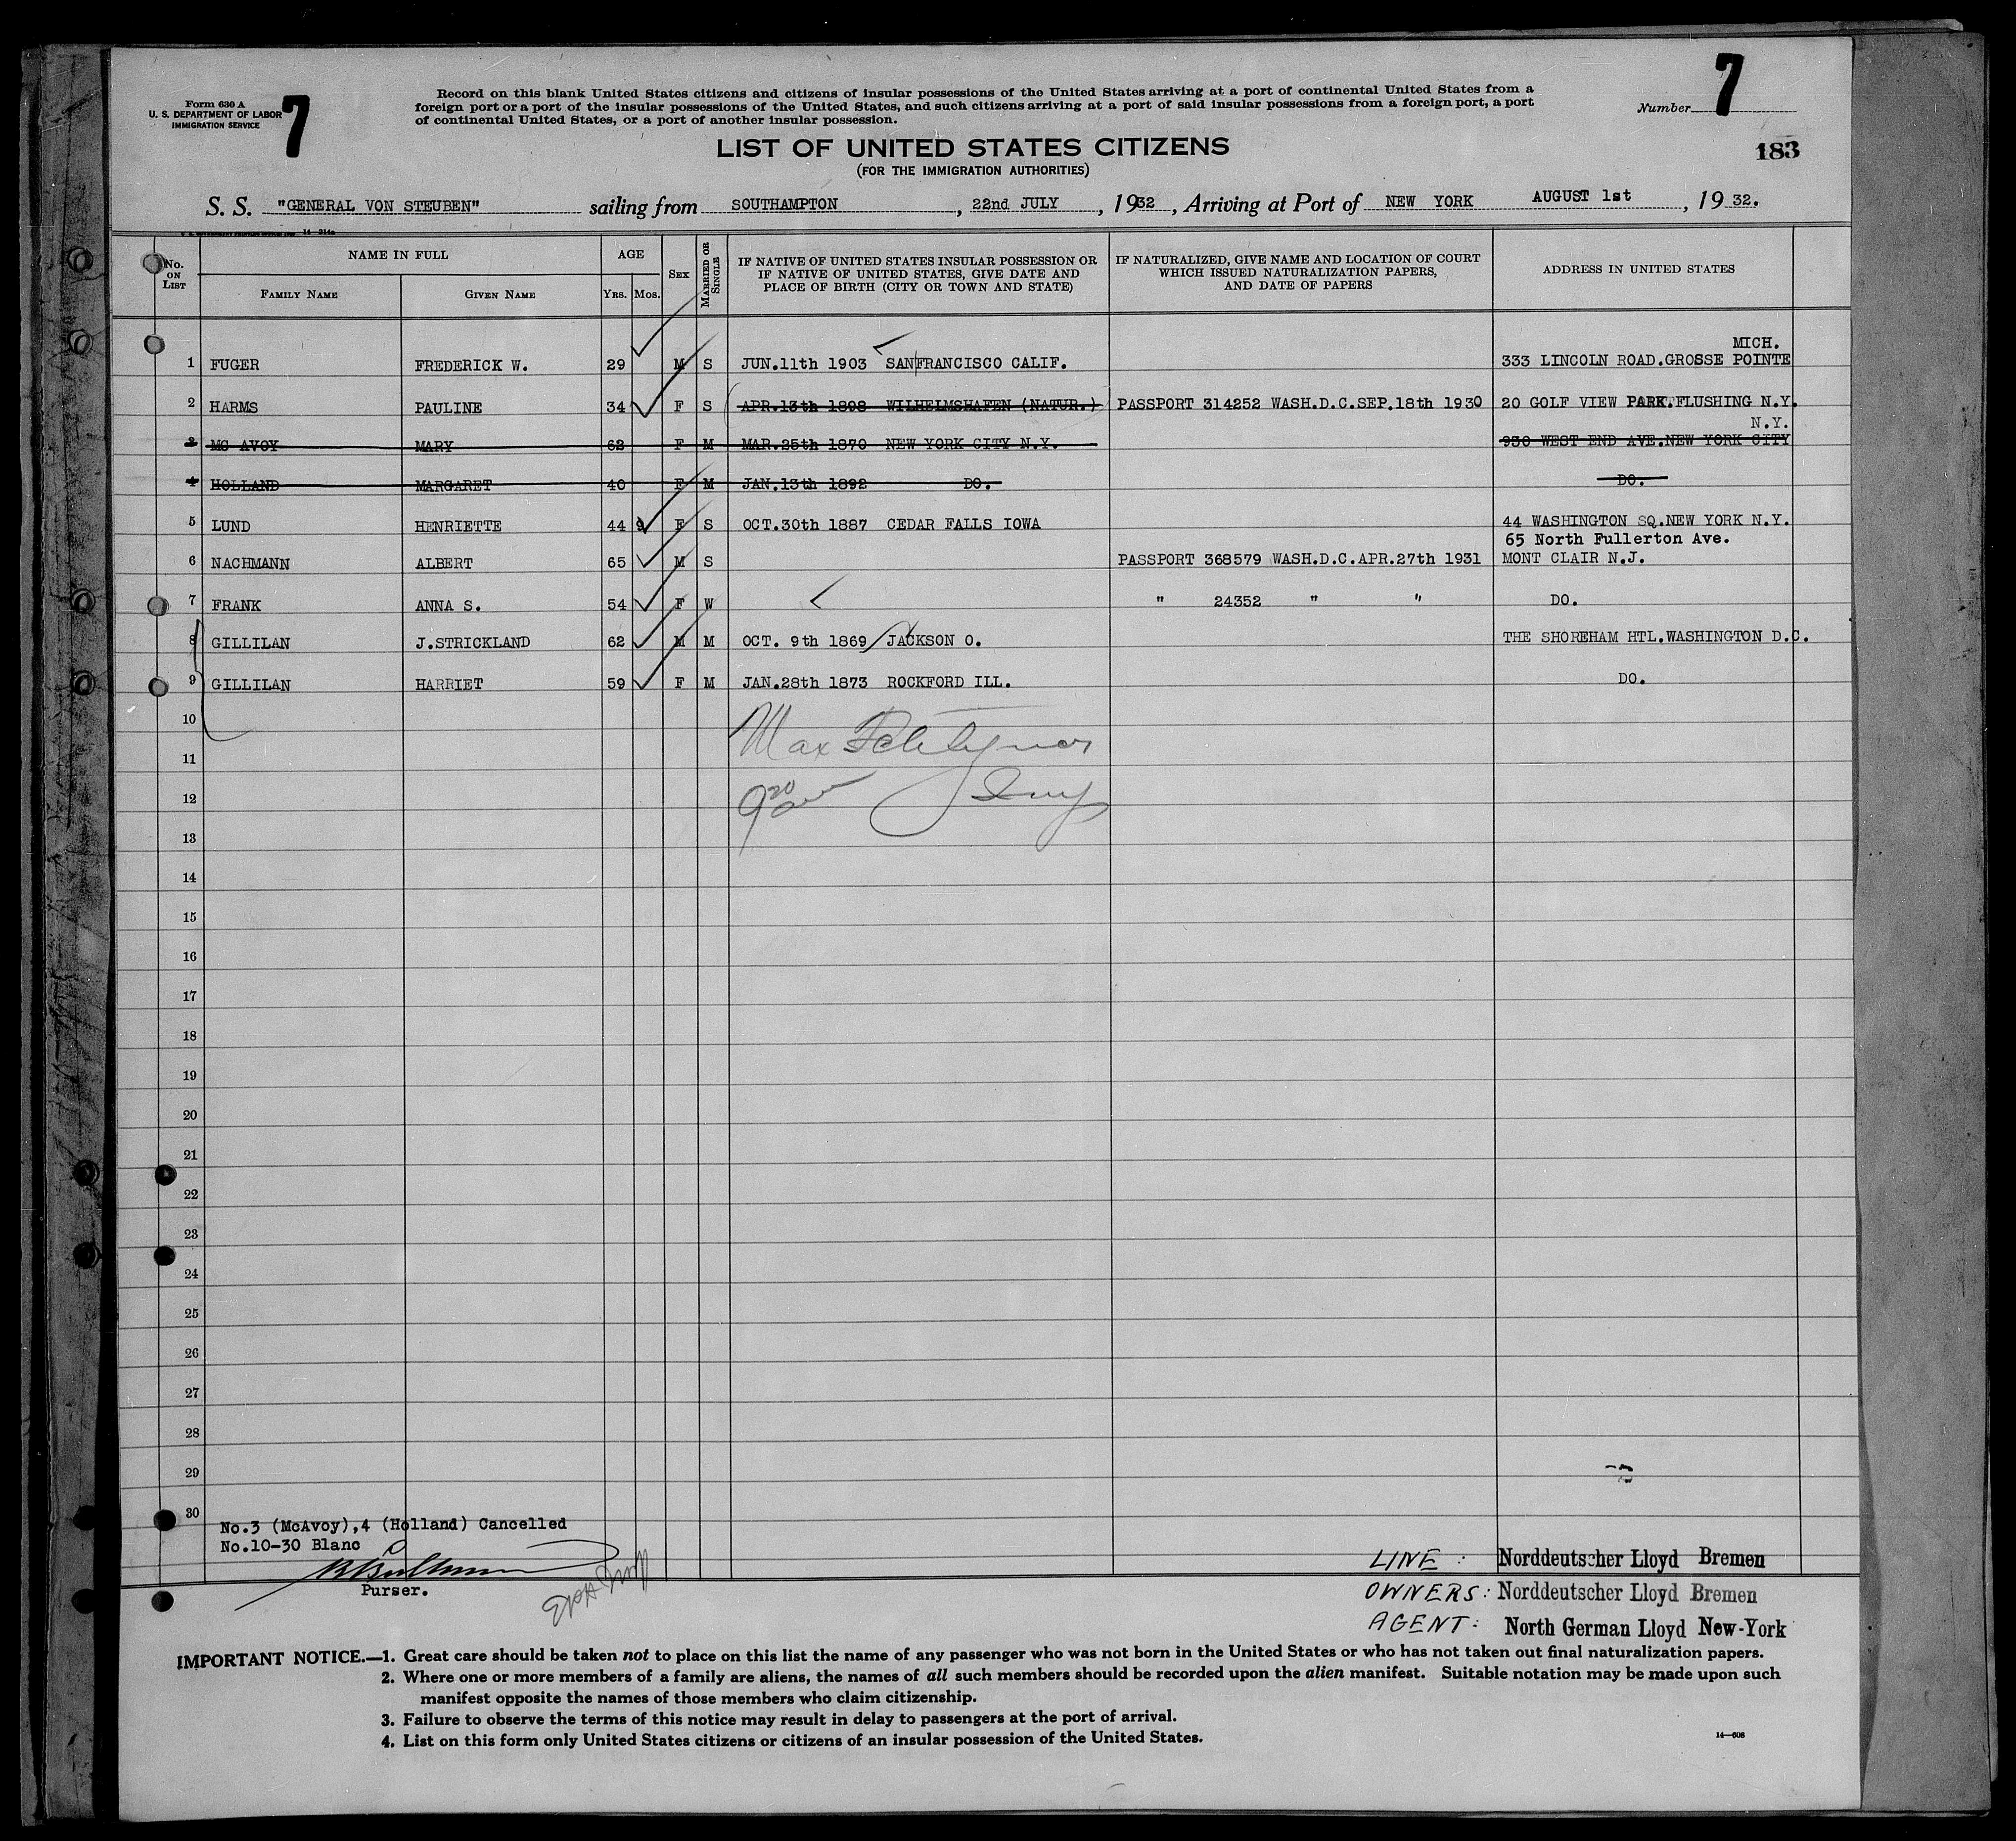 Form 630 A
U. S. DEPARTMENT OF LABOR
IMMIGRATION SERVICE
7
Record on this blank United States citizens and citizens of insular possessions of the United States arriving at a port of continental United States from a
foreign port or a port of the insular possessions of the United States, and such citizens arriving at a port of said insular possessions from a foreign port, a port
of continental United States, or a port of another insular possession.
Number 7
LIST OF UNITED STATES CITIZENS
(FOR THE IMMIGRATION AUTHORITIES)
183
S. S. "GENERAL VON STEUBEN" sailing from SOUTHAMPTON, 22nd JULY, 1932, Arriving at Port of NEW YORK AUGUST 1st, 19 32.
No. ON LIST
NAME IN FULL
FAMILY NAME
GIVEN NAME
AGE
YRS. MOS.
SEX
MARRIED OR SINGLE
IF NATIVE OF UNITED STATES INSULAR POSSESSION OR
IF NATIVE OF UNITED STATES, GIVE DATE AND
PLACE OF BIRTH (CITY OR TOWN AND STATE)
IF NATURALIZED, GIVE NAME AND LOCATION OF COURT
WHICH ISSUED NATURALIZATION PAPERS,
AND DATE OF PAPERS
ADDRESS IN UNITED STATES
MICH.
1 FUGER FREDERICK W. 29 M S JUN.11th 1903 SANFRANCISCO CALIF. 333 LINCOLN ROAD.GROSSE POINTE
2 HARMS PAULINE 34 F S APR.13th 1898 WILHELMSHAFEN (NATUR.) PASSPORT 314252 WASH.D.C.SEP.18th 1930 20 GOLF VIEW PARK.FLUSHING N.Y.
N.Y.
3 MC AVOY MARY 62 F M MAR.25th 1870 NEW YORK CITY N.Y. 930 WEST END AVE.NEW YORK CITY
4 HOLLAND MARGARET 40 F M JAN.13th 1892 DO. DO.
5 LUND HENRIETTE 44 9 F S OCT.30th 1887 CEDAR FALLS IOWA 44 WASHINGTON SQ.NEW YORK N.Y.
65 North Fullerton Ave.
6 NACHMANN ALBERT 65 M S PASSPORT 368579 WASH.D.C.APR.27th 1931 MONT CLAIR N.J.
7 FRANK ANNA S. 54 F W " 24352 " " DO.
8 GILLILAN J.STRICKLAND 62 M M OCT. 9th 1869 JACKSON O. THE SHOREHAM HTL.WASHINGTON D.C.
9 GILLILAN HARRIET 59 F M JAN.28th 1873 ROCKFORD ILL. DO.
10
Max
11
12
13
14
15
16
17
18
19
20
21
22
23
24
25
26
27
28
29
30
No.3 (McAvoy),4 (Holland) Cancelled
No.10-30 Blanc
Purser.
LINE: Norddeutscher Lloyd Bremen
OWNERS: Norddeutscher Lloyd Bremen
AGENT: North German Lloyd New-York
IMPORTANT NOTICE.—1. Great care should be taken not to place on this list the name of any passenger who was not born in the United States or who has not taken out final naturalization papers.
2. Where one or more members of a family are aliens, the names of all such members should be recorded upon the alien manifest. Suitable notation may be made upon such
manifest opposite the names of those members who claim citizenship.
3. Failure to observe the terms of this notice may result in delay to passengers at the port of arrival.
4. List on this form only United States citizens or citizens of an insular possession of the United States.
14—608